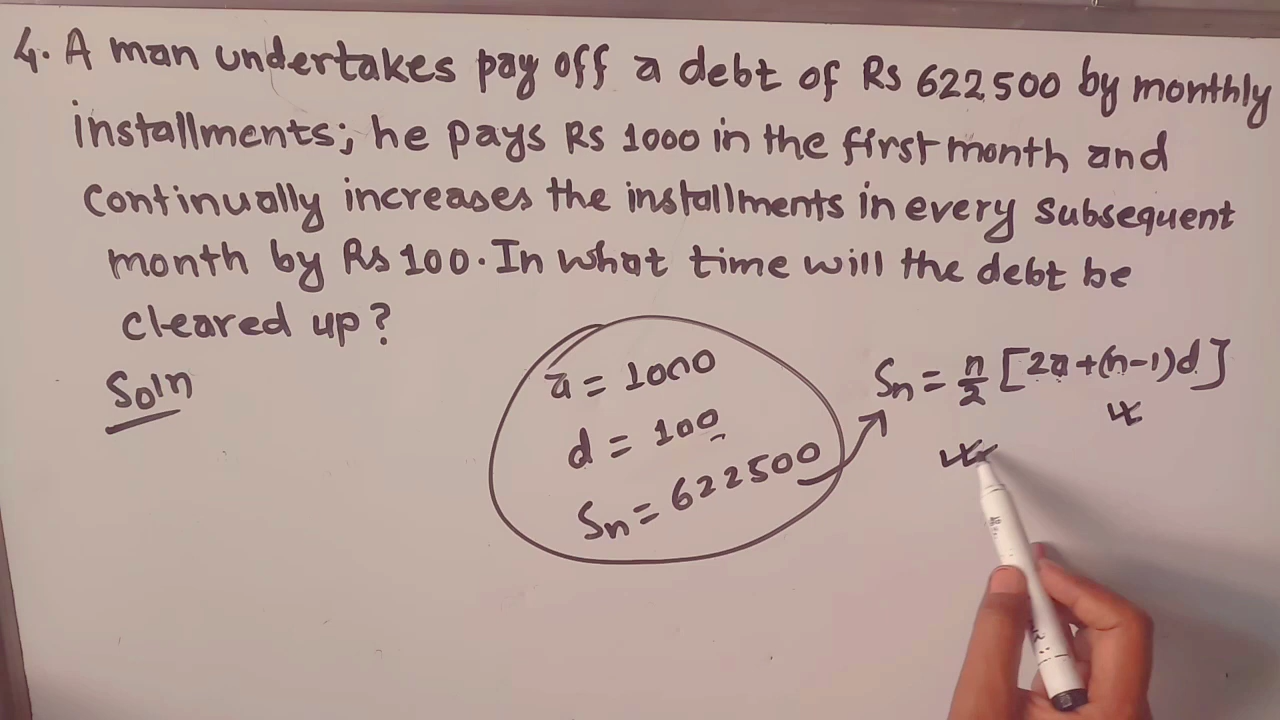 4. A man undertakes pay off a debt of Rs 622500 by monthly
installments; he pays Rs 1000 in the first month and
continually increases the installments in every subsequent
month by Rs 100. In what time will the debt be
cleared up?
Soln
a = 1000
d = 100
Sn = 622500
Sn = n/2 [2a + (n-1)d]